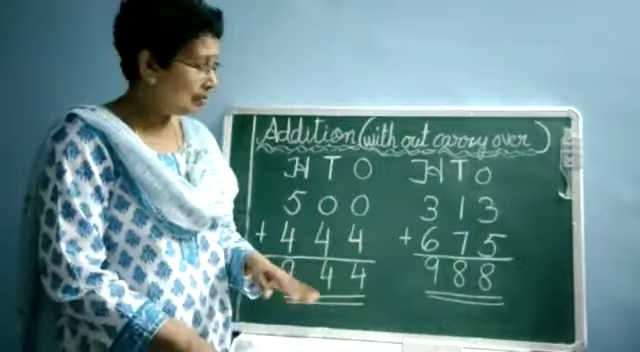 Addition (with out carry over)
H T O H T O
5 0 0 3 1 3
+ 4 4 4 + 6 7 5
9 4 4 9 8 8